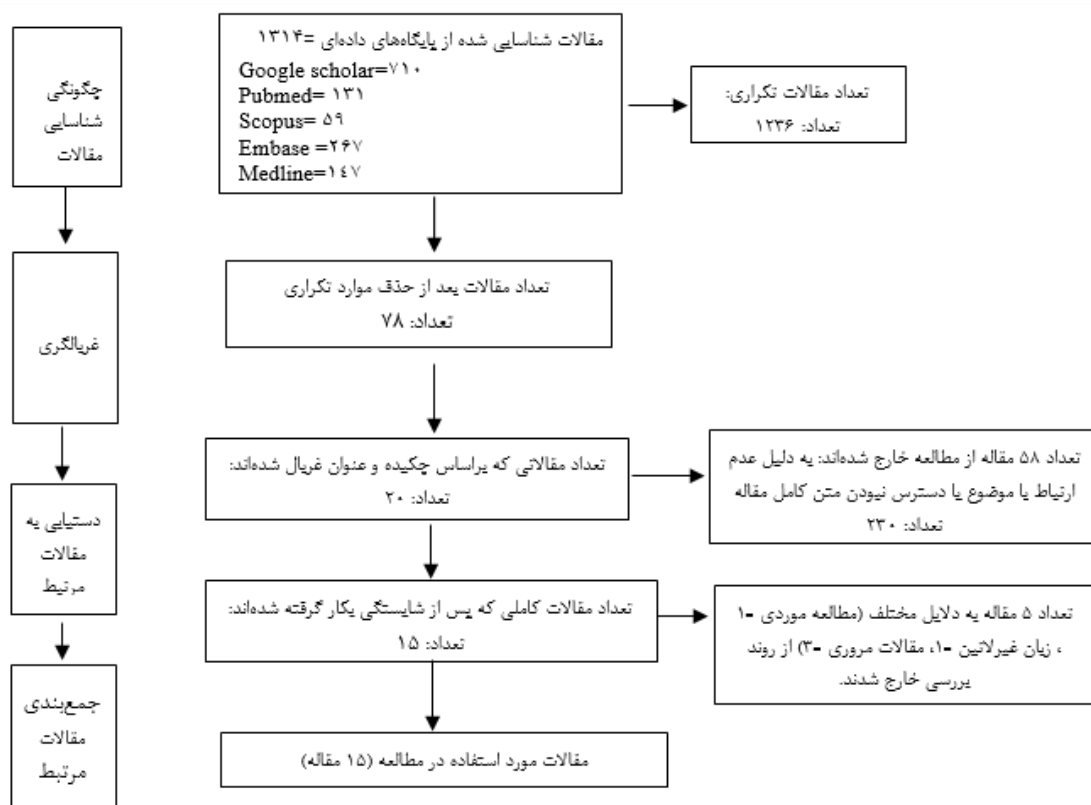 چگونگی
شناسایی
مقالات
مقالات شناسایی شده از پایگاه‌های داده‌ای =۱۳۱۴
Google scholar=۷۱۰
Pubmed= ۱۳۱
Scopus= ۵۹
Embase =۲۶۷
Medline=۱٤۷
تعداد مقالات تکراری:
تعداد: ۱۲۳۶
غربالگری
تعداد مقالات بعد از حذف موارد تکراری
تعداد: ۷۸
تعداد مقالاتی که براساس چکیده و عنوان غربال شده‌اند:
تعداد: ۲۰
تعداد ۵۸ مقاله از مطالعه خارج شده‌اند: به دلیل عدم
ارتباط با موضوع یا دسترس نبودن متن کامل مقاله
تعداد: ۲۳۰
دستیابی به
مقالات
مرتبط
تعداد مقالات کاملی که پس از شایستگی بکار گرفته شده‌اند:
تعداد: ۱۵
تعداد ۵ مقاله به دلایل مختلف (مطالعه موردی =۱
، زبان غیرلاتین =۱، مقالات مروری =۳) از روند
بررسی خارج شدند.
جمع‌بندی
مقالات
مرتبط
مقالات مورد استفاده در مطالعه (۱۵ مقاله)